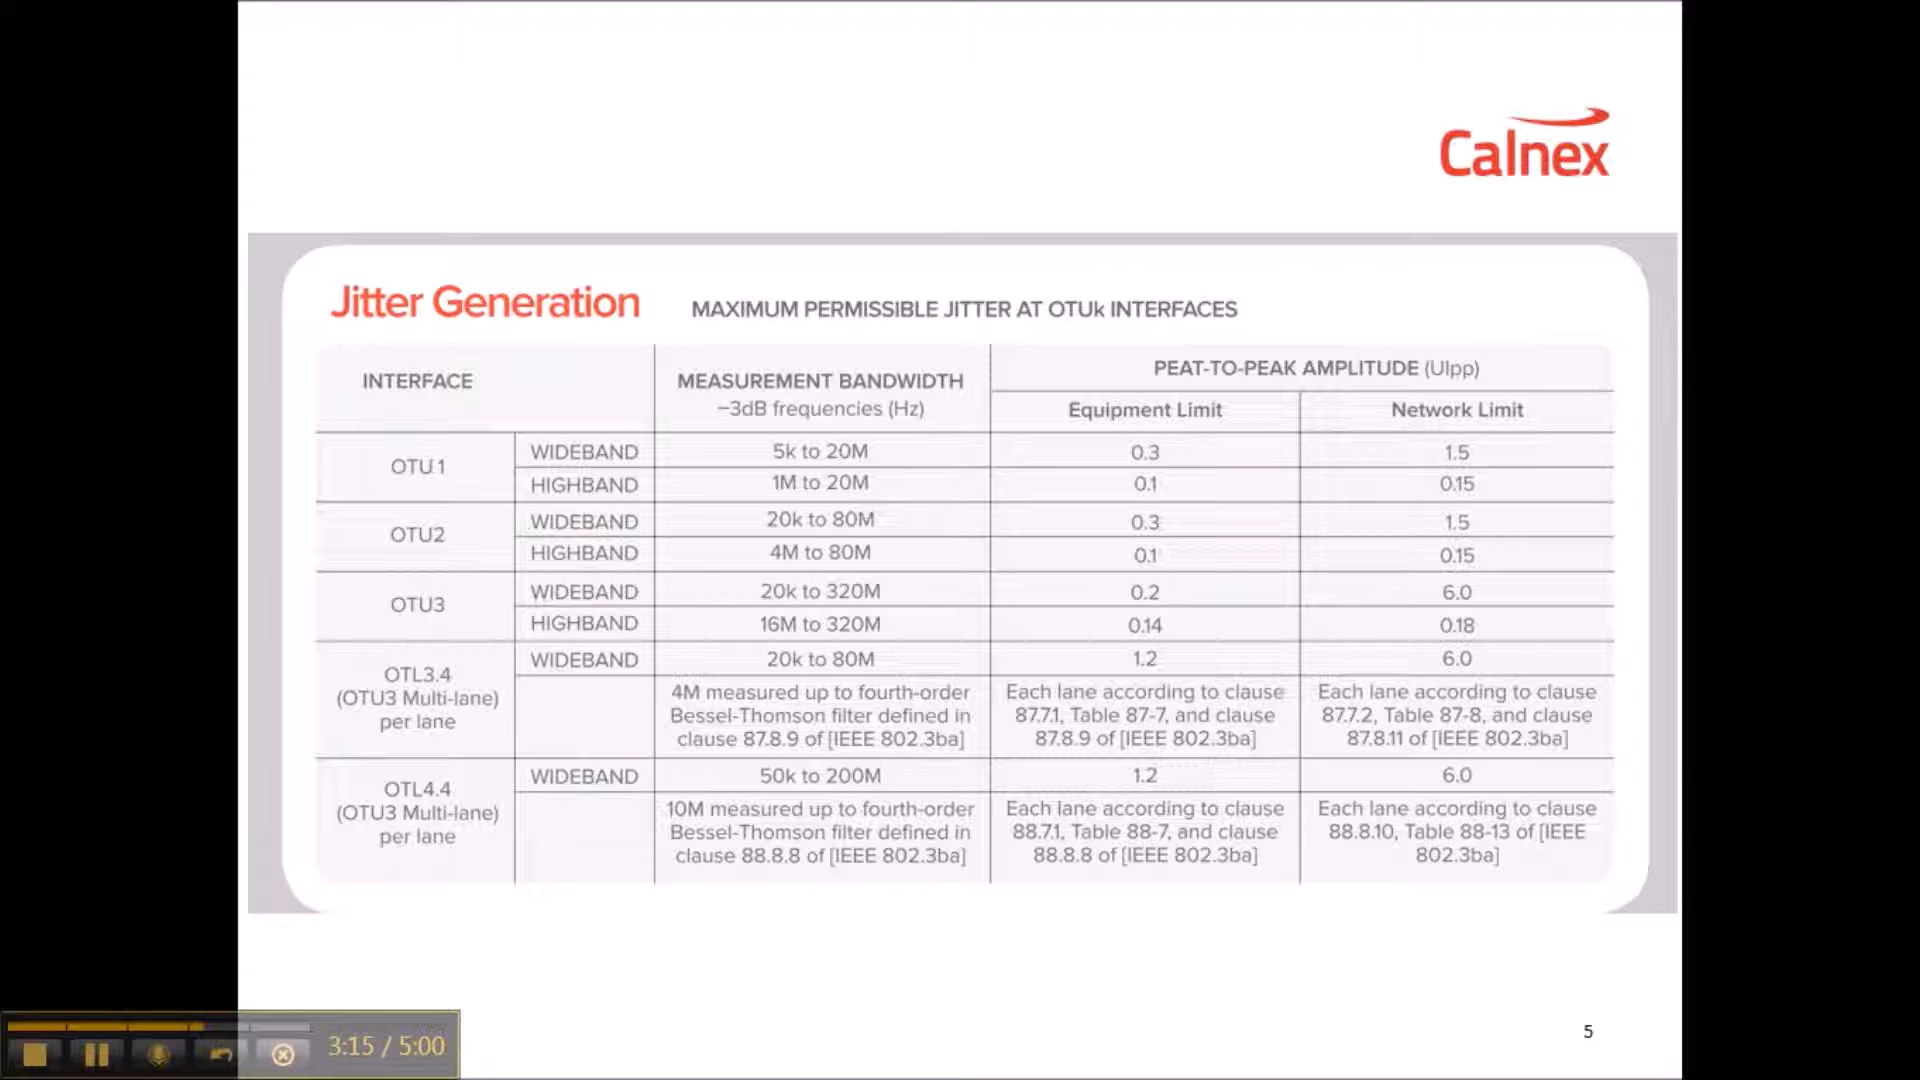 Calnex
Jitter Generation MAXIMUM PERMISSIBLE JITTER AT OTUk INTERFACES
INTERFACE
MEASUREMENT BANDWIDTH
−3dB frequencies (Hz)
PEAT-TO-PEAK AMPLITUDE (UIpp)
Equipment Limit
Network Limit
OTU1
WIDEBAND 5k to 20M 0.3 1.5
HIGHBAND 1M to 20M 0.1 0.15
OTU2
WIDEBAND 20k to 80M 0.3 1.5
HIGHBAND 4M to 80M 0.1 0.15
OTU3
WIDEBAND 20k to 320M 0.2 6.0
HIGHBAND 16M to 320M 0.14 0.18
OTL3.4
(OTU3 Multi-lane)
per lane
WIDEBAND 20k to 80M 1.2 6.0
4M measured up to fourth-order
Bessel-Thomson filter defined in
clause 87.8.9 of [IEEE 802.3ba]
Each lane according to clause
87.7.1, Table 87-7, and clause
87.8.9 of [IEEE 802.3ba]
Each lane according to clause
87.7.2, Table 87-8, and clause
87.8.11 of [IEEE 802.3ba]
OTL4.4
(OTU3 Multi-lane)
per lane
WIDEBAND 50k to 200M 1.2 6.0
10M measured up to fourth-order
Bessel-Thomson filter defined in
clause 88.8.8 of [IEEE 802.3ba]
Each lane according to clause
88.7.1, Table 88-7, and clause
88.8.8 of [IEEE 802.3ba]
Each lane according to clause
88.8.10, Table 88-13 of [IEEE
802.3ba]
5
3:15 / 5:00